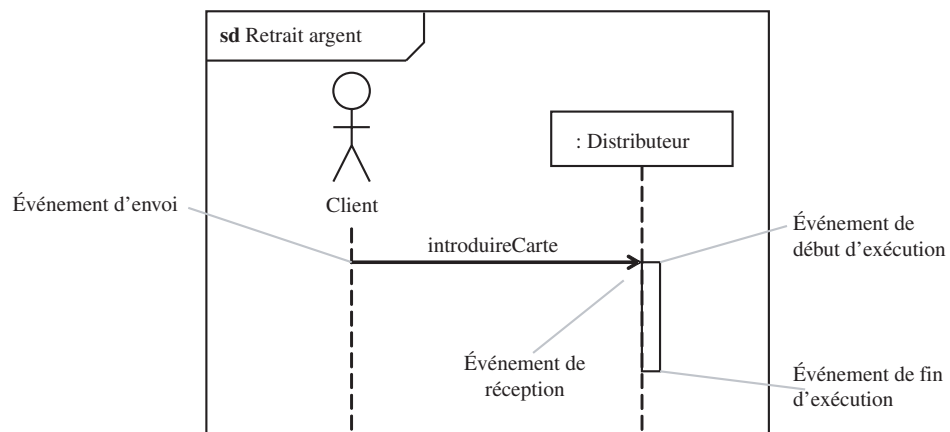 sd Retrait argent
: Distributeur
Client
Événement d’envoi
introduireCarte
Événement de
début d’exécution
Événement de
réception
Événement de fin
d’exécution